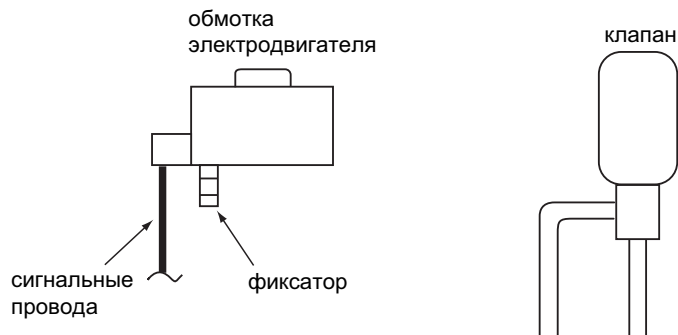 обмотка
электродвигателя
клапан
сигнальные
провода
фиксатор